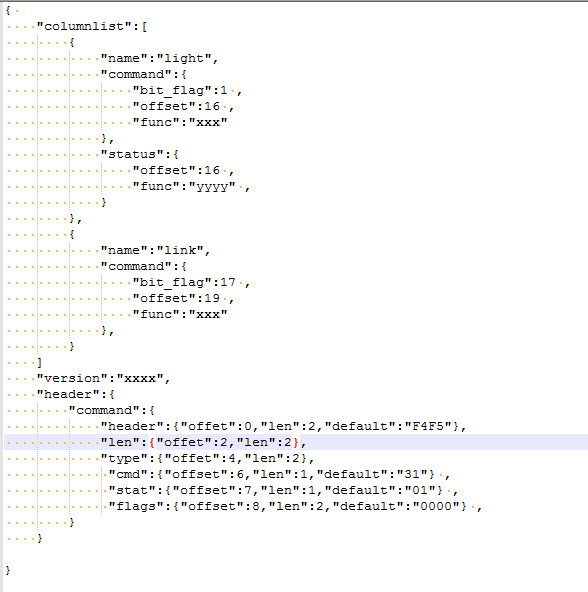 {
    "columnlist":[
        {
            "name":"light",
            "command":{
                "bit_flag":1 ,
                "offset":16 ,
                "func":"xxx"
            },
            "status":{
                "offset":16 ,
                "func":"yyyy" ,
            }
        },
        {
            "name":"link",
            "command":{
                "bit_flag":17 ,
                "offset":19 ,
                "func":"xxx"
            },
        }
    ]
    "version":"xxxx",
    "header":{
        "command":{
            "header":{"offet":0,"len":2,"default":"F4F5"},
            "len":{"offet":2,"len":2},
            "type":{"offet":4,"len":2},
             "cmd":{"offset":6,"len":1,"default":"31"} ,
             "stat":{"offset":7,"len":1,"default":"01"} ,
             "flags":{"offset":8,"len":2,"default":"0000"} ,
        }
    }
}